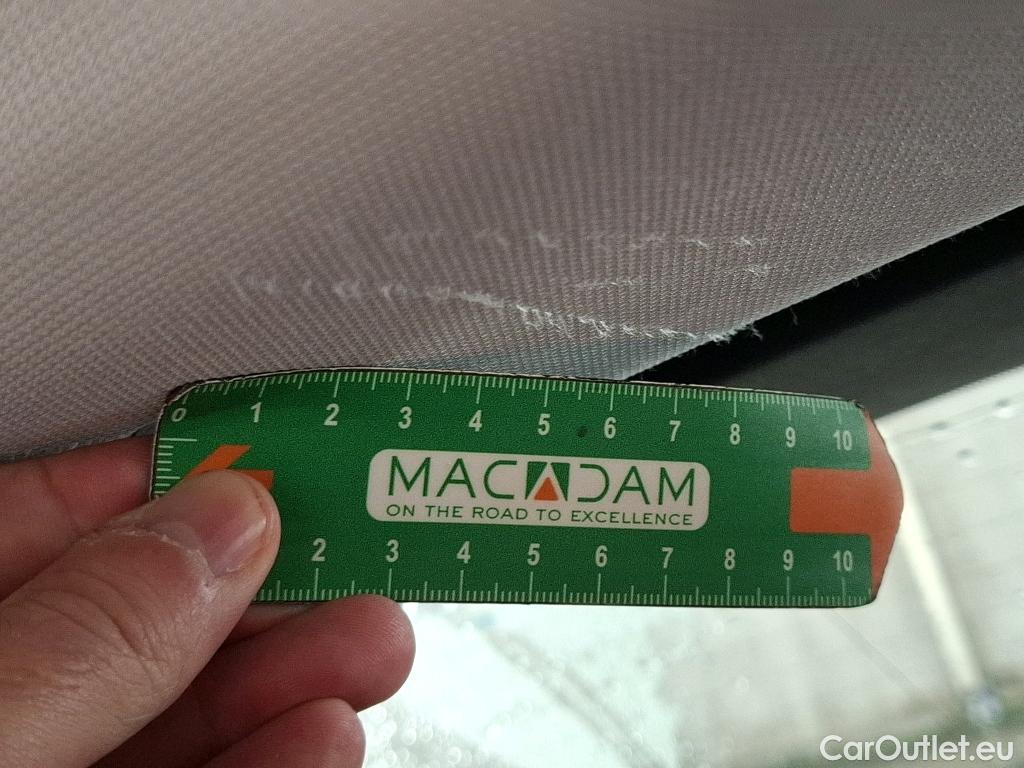 0 1 2 3 4 5 6 7 8 9 10
MACADAM
ON THE ROAD TO EXCELLENCE
2 3 4 5 6 7 8 9 10
CarOutlet.eu